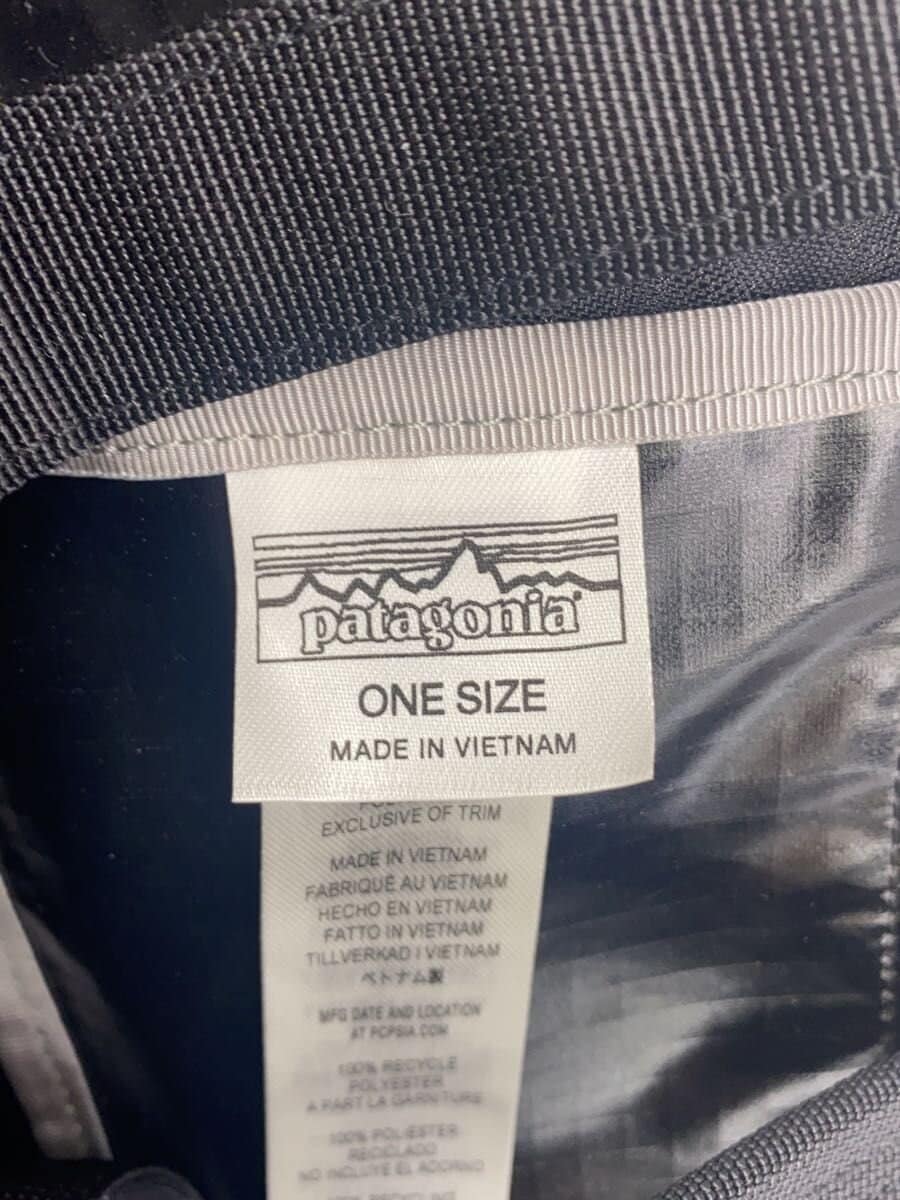 patagonia
ONE SIZE
MADE IN VIETNAM
EXCLUSIVE OF TRIM
MADE IN VIETNAM
FABRIQUÉ AU VIETNAM
HECHO EN VIETNAM
FATTO IN VIETNAM
TILLVERKAD I VIETNAM
ベトナム製
MFG DATE AND LOCATION
AT PCPSIA.COM
100% RECYCLE
POLYESTER
A PART LA GARNITURE
100% POLIESTER
RECICLADO
NO INCLUYE EL ADORNO